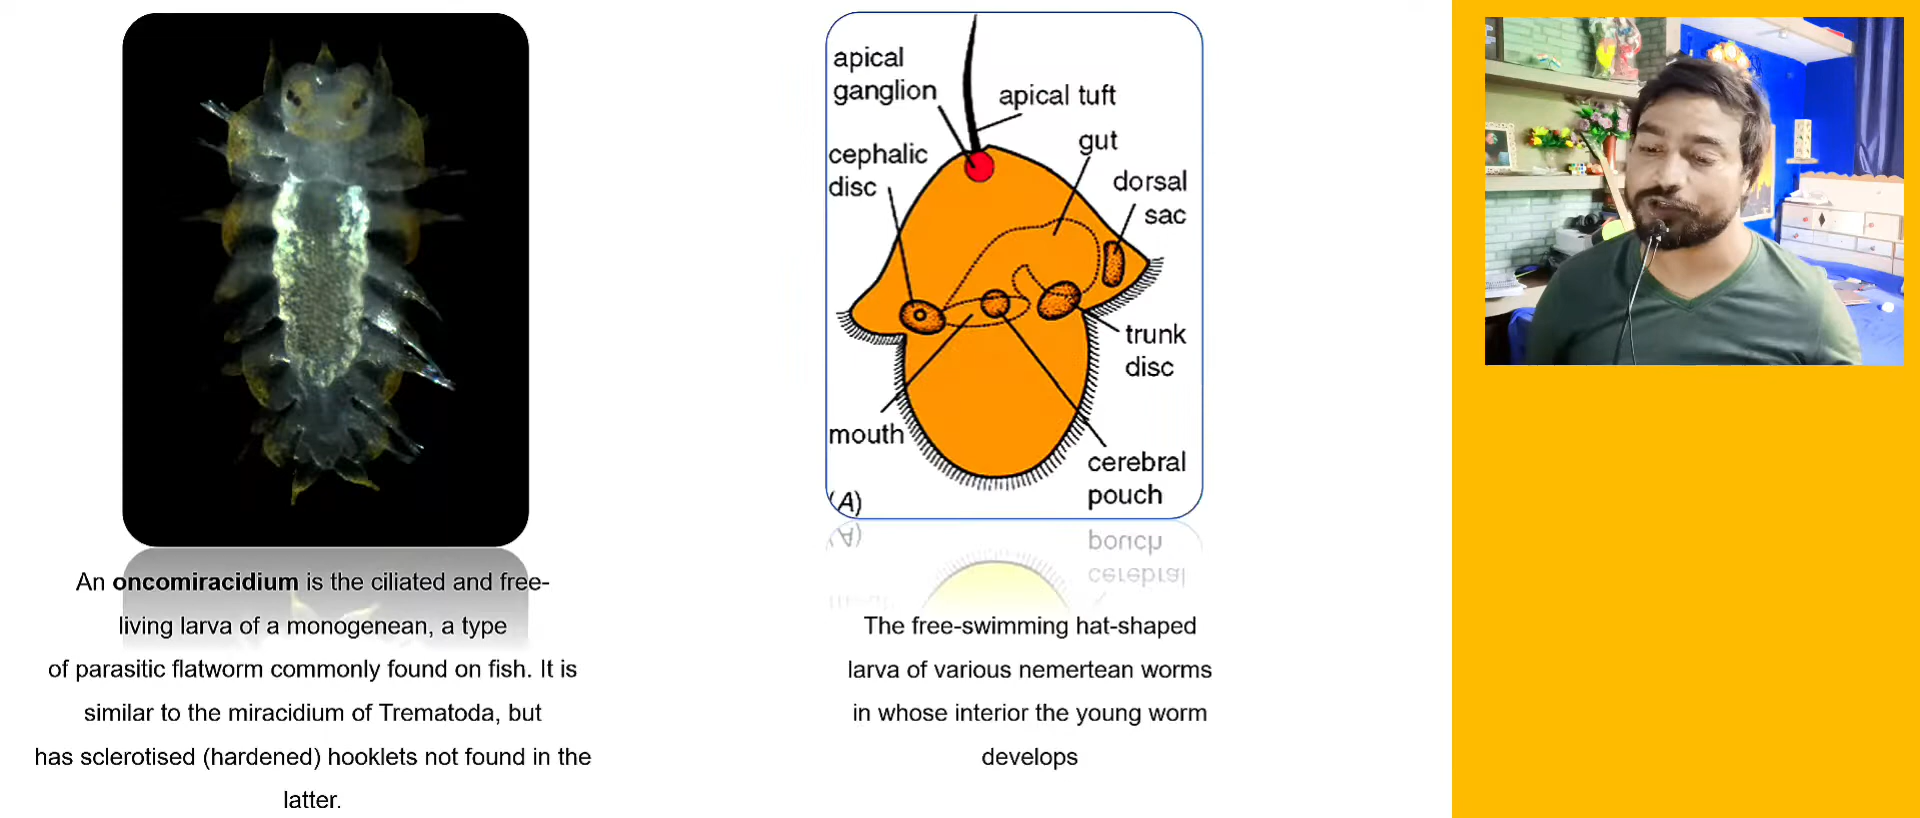 An oncomiracidium is the ciliated and free-
living larva of a monogenean, a type
of parasitic flatworm commonly found on fish. It is
similar to the miracidium of Trematoda, but
has sclerotised (hardened) hooklets not found in the
latter.
apical
ganglion
apical tuft
gut
cephalic
disc
dorsal
sac
trunk
disc
mouth
cerebral
pouch
(A)
The free-swimming hat-shaped
larva of various nemertean worms
in whose interior the young worm
develops